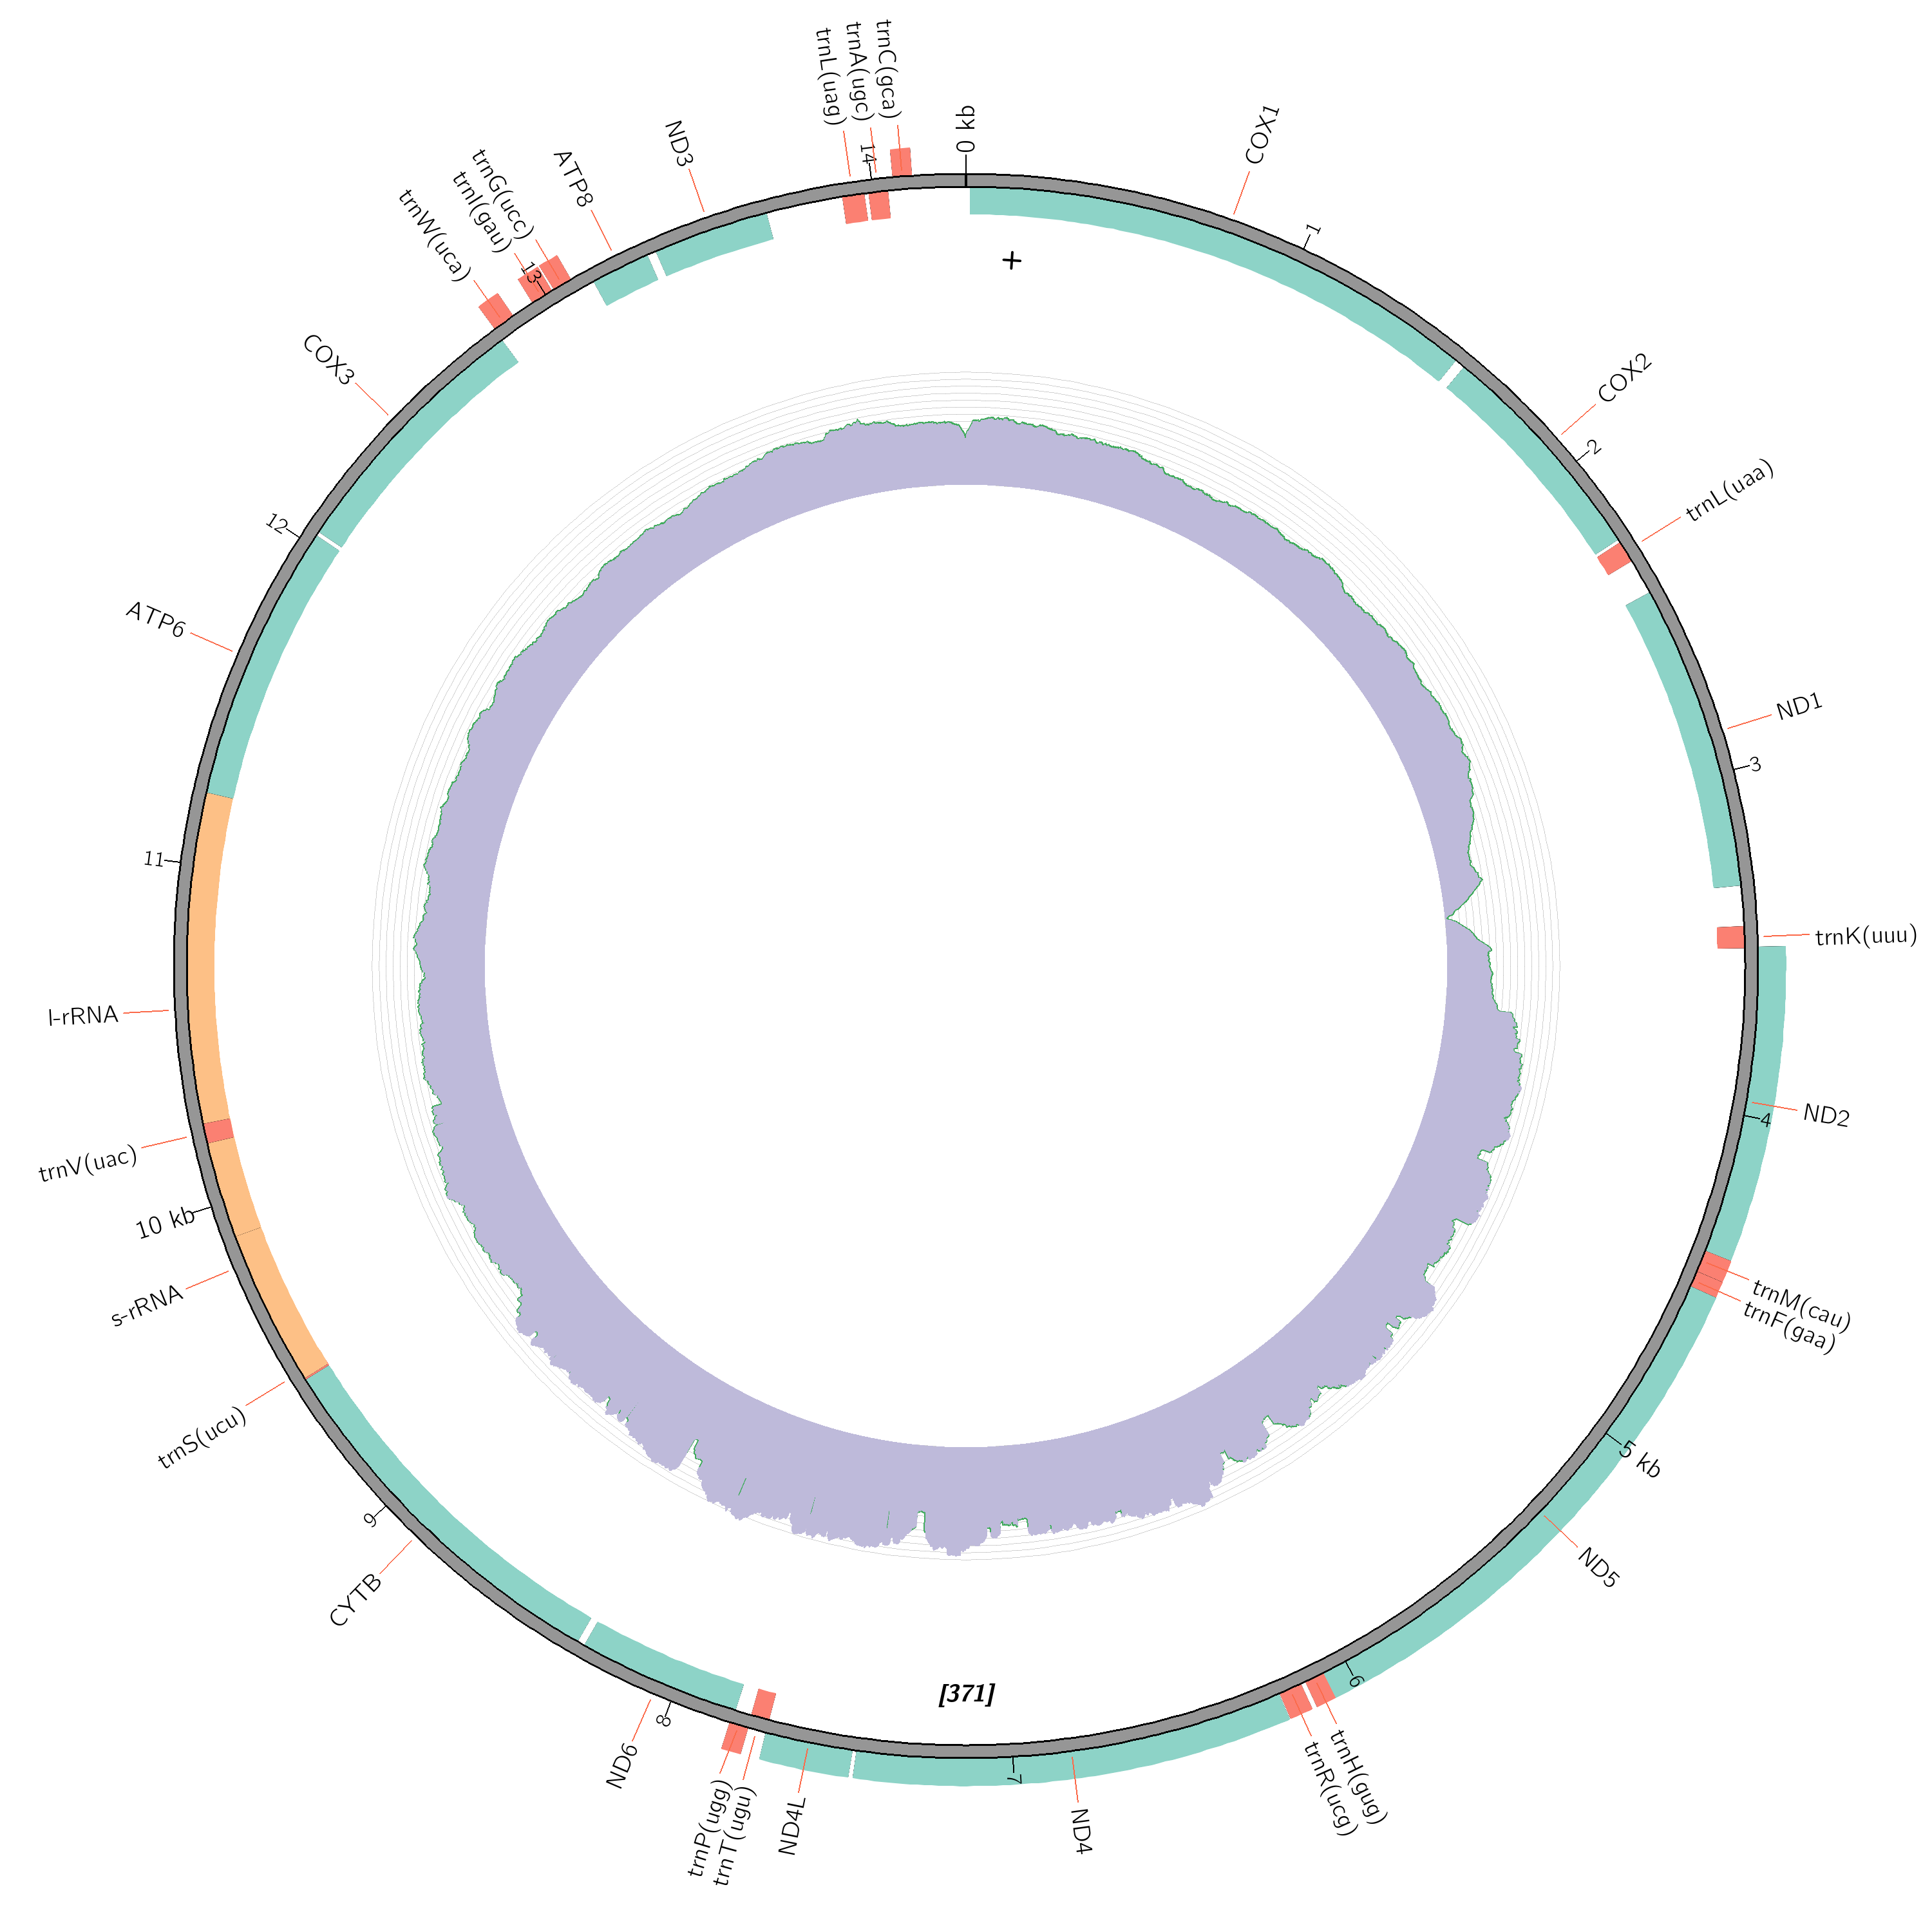 0 kb
COX1
1
COX2
2
trnL(uaa)
ND1
3
trnK(uuu)
ND2
4
trnM(cau)
trnF(gaa)
5 kb
ND5
6
trnH(gug)
trnR(ucg)
ND4
7
ND4L
trnT(ugu)
trnP(ugg)
8
ND6
CYTB
9
trnS(ucu)
s-rRNA
10 kb
trnV(uac)
l-rRNA
11
ATP6
12
COX3
trnW(uca)
13
trnI(gau)
trnG(ucc)
ATP8
ND3
trnL(uag)
14
trnA(ugc)
trnC(gca)
+
[371]